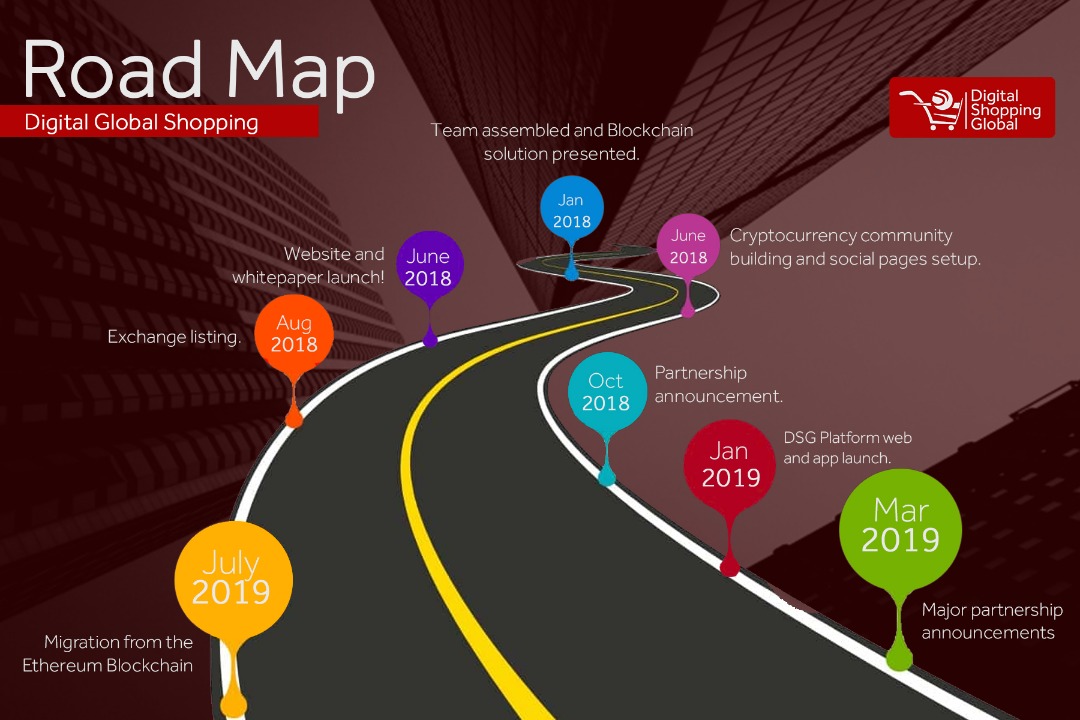 Road Map
Digital Global Shopping
Digital
Shopping
Global
Team assembled and Blockchain
solution presented.
Jan
2018
June
2018
Cryptocurrency community
building and social pages setup.
Website and
whitepaper launch!
June
2018
Exchange listing.
Aug
2018
Oct
2018
Partnership
announcement.
Jan
2019
DSG Platform web
and app launch.
Mar
2019
Major partnership
announcements
July
2019
Migration from the
Ethereum Blockchain